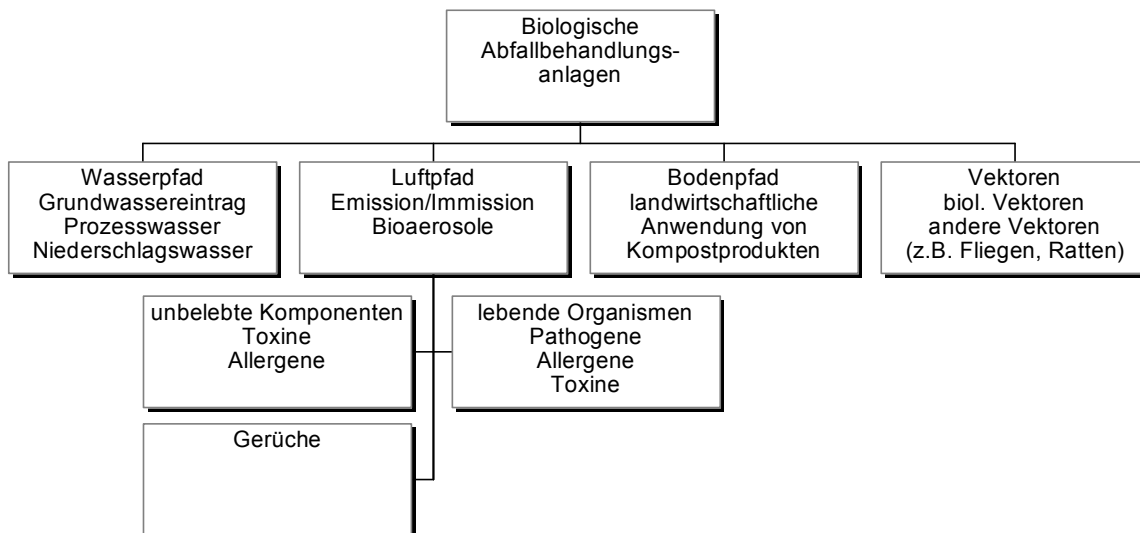 Biologische
Abfallbehandlungs-
anlagen
Wasserpfad
Grundwassereintrag
Prozesswasser
Niederschlagswasser
Luftpfad
Emission/Immission
Bioaerosole
Bodenpfad
landwirtschaftliche
Anwendung von
Kompostprodukten
Vektoren
biol. Vektoren
andere Vektoren
(z.B. Fliegen, Ratten)
unbelebte Komponenten
Toxine
Allergene
lebende Organismen
Pathogene
Allergene
Toxine
Gerüche